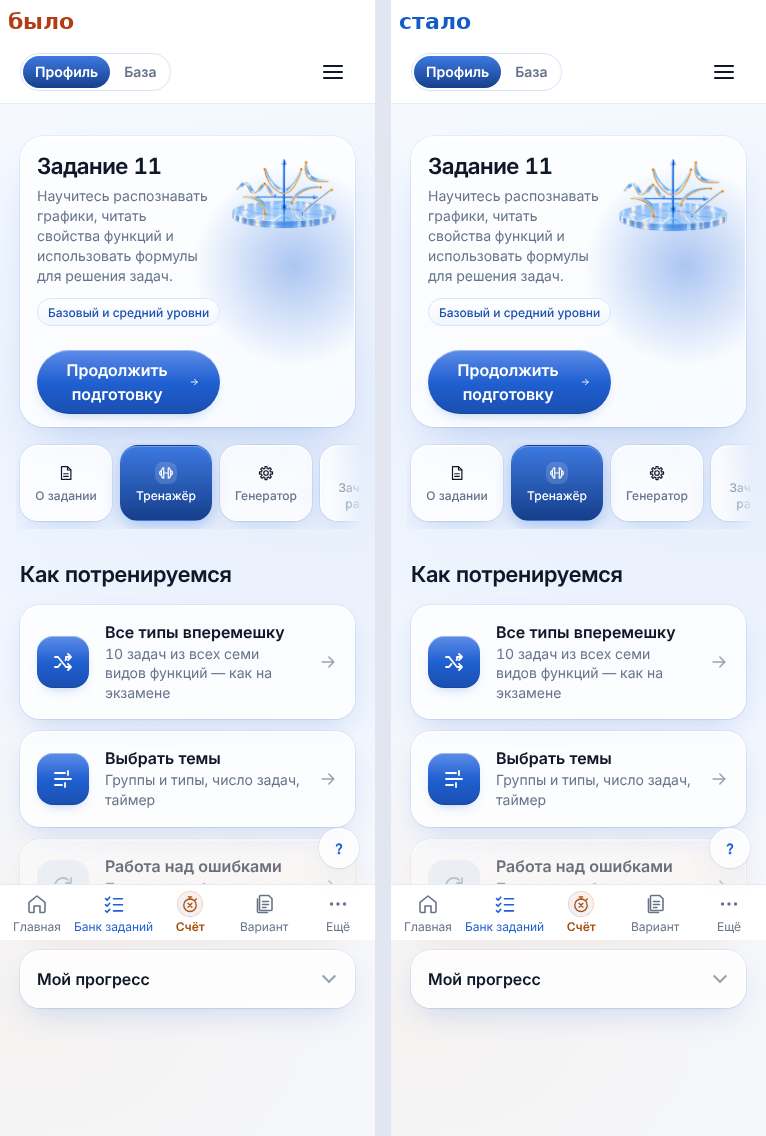 было
Профиль База
Задание 11
Научитесь распознавать
графики, читать
свойства функций и
использовать формулы
для решения задач.
Базовый и средний уровни
Продолжить
подготовку
О задании Тренажёр Генератор
Как потренируемся
Все типы вперемешку
10 задач из всех семи
видов функций — как на
экзамене
Выбрать темы
Группы и типы, число задач,
таймер
Работа над ошибками
?
Главная Банк заданий Счёт Вариант Ещё
Мой прогресс
стало
Профиль База
Задание 11
Научитесь распознавать
графики, читать
свойства функций и
использовать формулы
для решения задач.
Базовый и средний уровни
Продолжить
подготовку
О задании Тренажёр Генератор
Как потренируемся
Все типы вперемешку
10 задач из всех семи
видов функций — как на
экзамене
Выбрать темы
Группы и типы, число задач,
таймер
Работа над ошибками
?
Главная Банк заданий Счёт Вариант Ещё
Мой прогресс